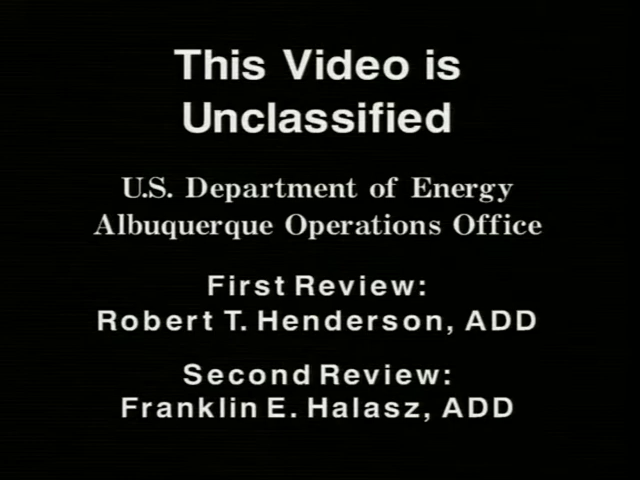 This Video is
Unclassified
U.S. Department of Energy
Albuquerque Operations Office
First Review:
Robert T. Henderson, ADD
Second Review:
Franklin E. Halasz, ADD